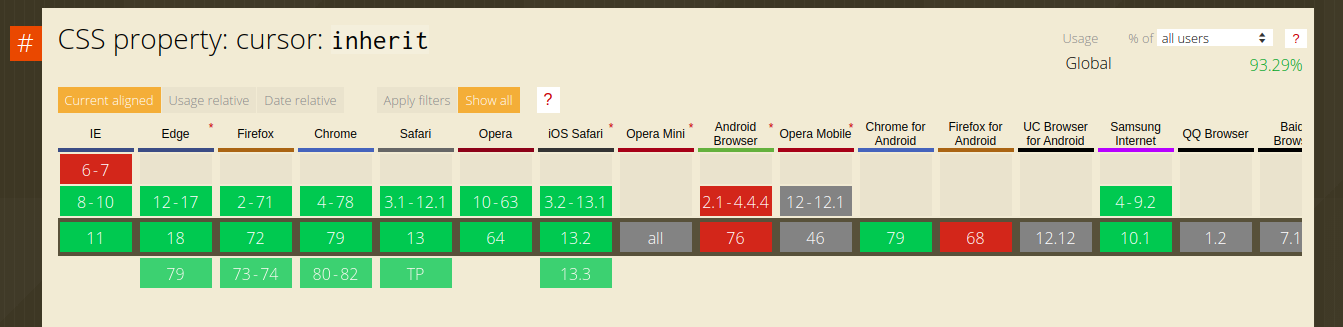 # CSS property: cursor: inherit
Usage % of all users ?
Global 93.29%
Current aligned Usage relative Date relative Apply filters Show all ?
IE Edge * Firefox Chrome Safari Opera iOS Safari * Opera Mini * Android Browser * Opera Mobile * Chrome for Android Firefox for Android UC Browser for Android Samsung Internet QQ Browser Baid Brows
6-7
8-10 12-17 2-71 4-78 3.1-12.1 10-63 3.2-13.1 2.1-4.4.4 12-12.1 4-9.2
11 18 72 79 13 64 13.2 all 76 46 79 68 12.12 10.1 1.2 7.1
79 73-74 80-82 TP 13.3